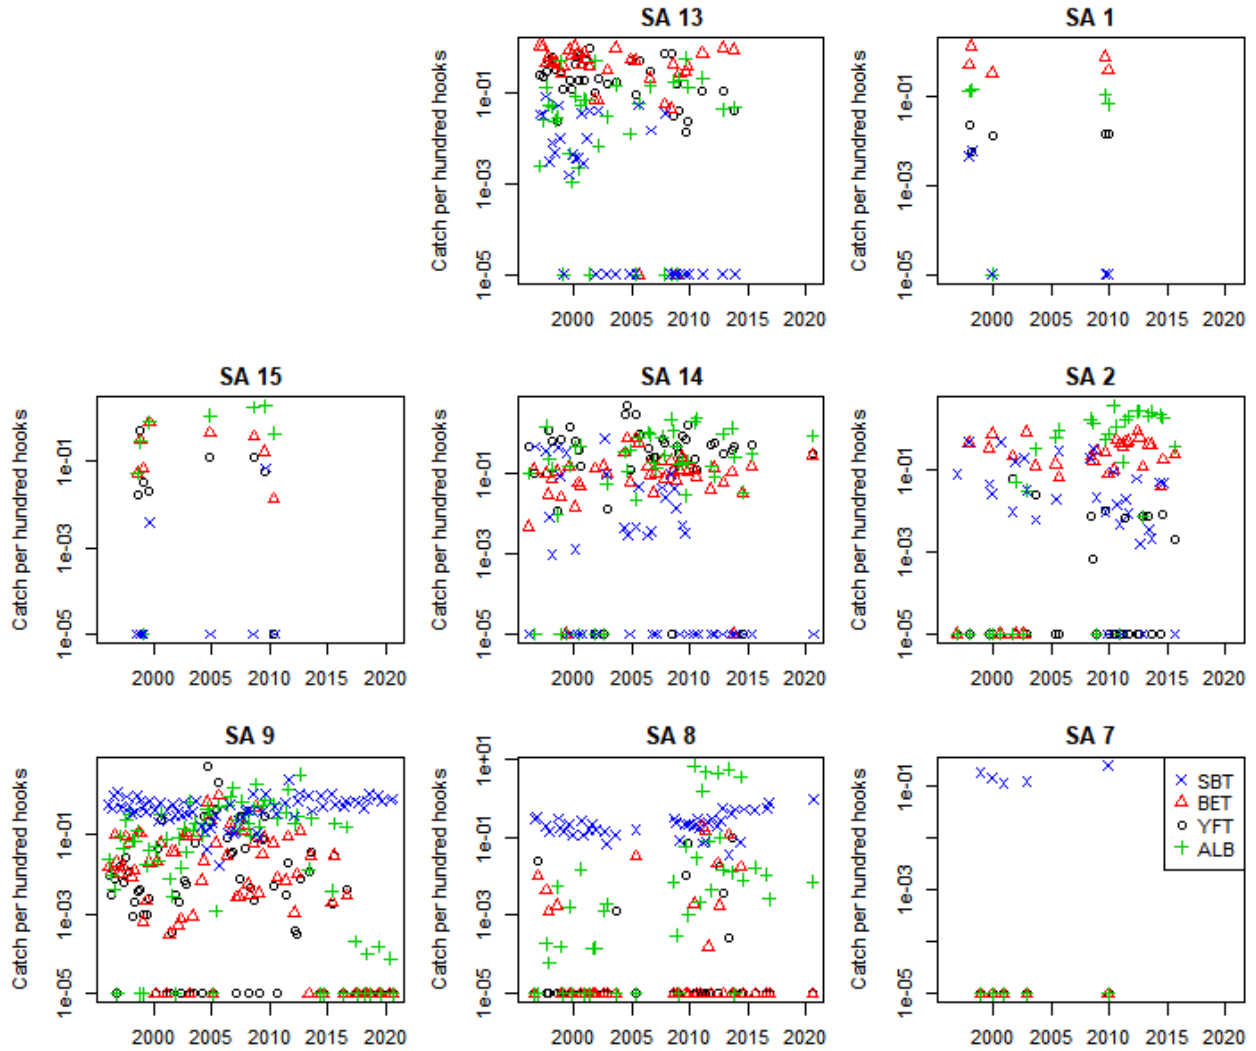 SA 13
Catch per hundred hooks
1e-05 1e-03 1e-01
2000 2005 2010 2015 2020
SA 1
Catch per hundred hooks
1e-05 1e-03 1e-01
2000 2005 2010 2015 2020
SA 15
Catch per hundred hooks
1e-05 1e-03 1e-01
2000 2005 2010 2015 2020
SA 14
Catch per hundred hooks
1e-05 1e-03 1e-01
2000 2005 2010 2015 2020
SA 2
Catch per hundred hooks
1e-05 1e-03 1e-01
2000 2005 2010 2015 2020
SA 9
Catch per hundred hooks
1e-05 1e-03 1e-01
2000 2005 2010 2015 2020
SA 8
Catch per hundred hooks
1e-05 1e-03 1e-01 1e+01
2000 2005 2010 2015 2020
SA 7
Catch per hundred hooks
1e-05 1e-03 1e-01
2000 2005 2010 2015 2020
SBT
BET
YFT
ALB